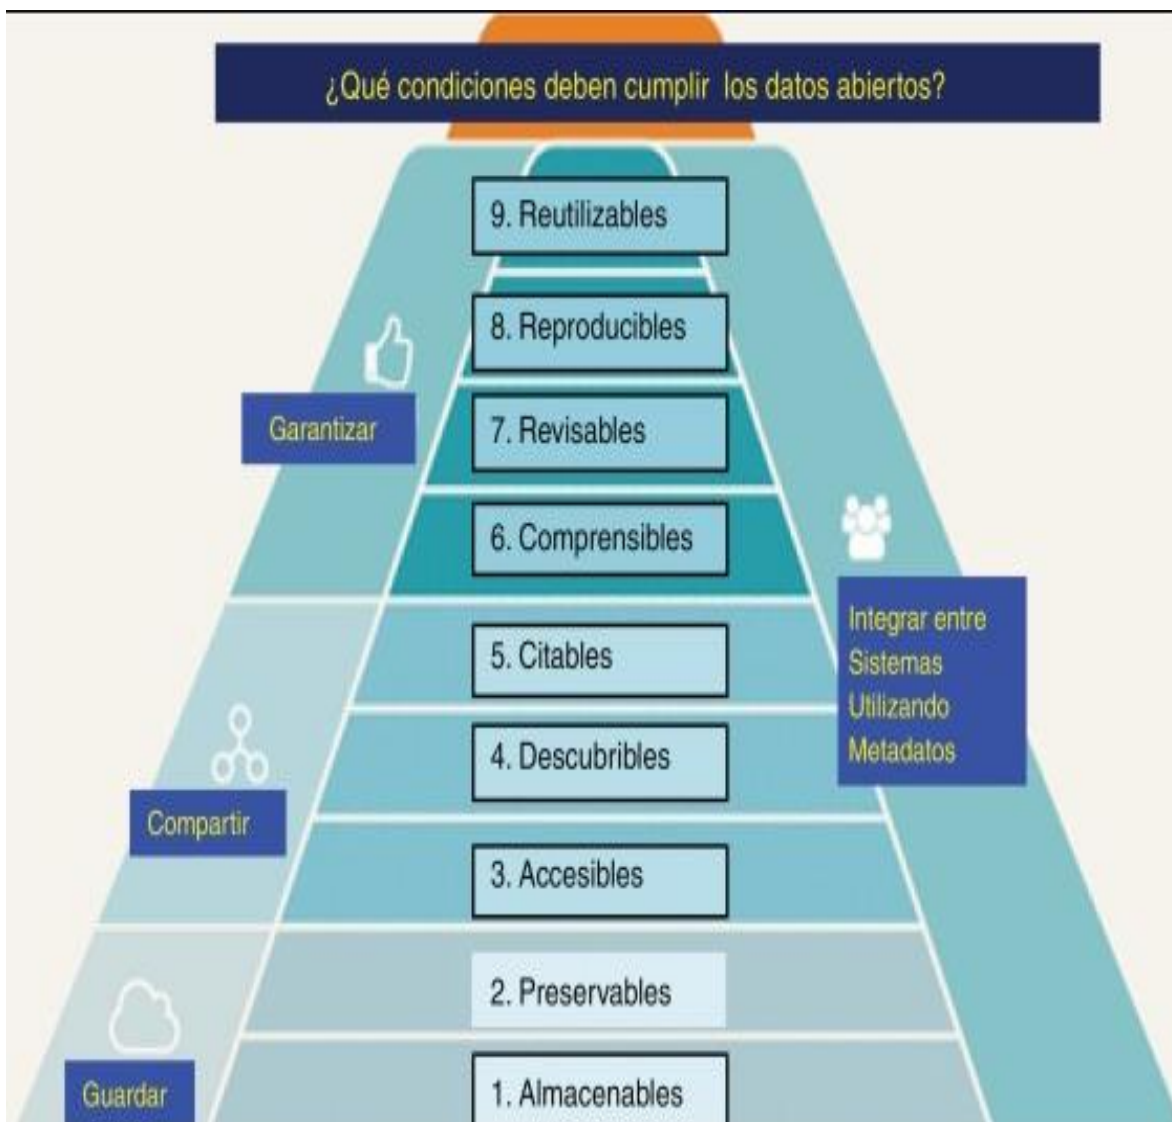 ¿Qué condiciones deben cumplir los datos abiertos?
9. Reutilizables
8. Reproducibles
Garantizar
7. Revisables
6. Comprensibles
Integrar entre
Sistemas
Utilizando
Metadatos
5. Citables
4. Descubribles
Compartir
3. Accesibles
2. Preservables
Guardar
1. Almacenables